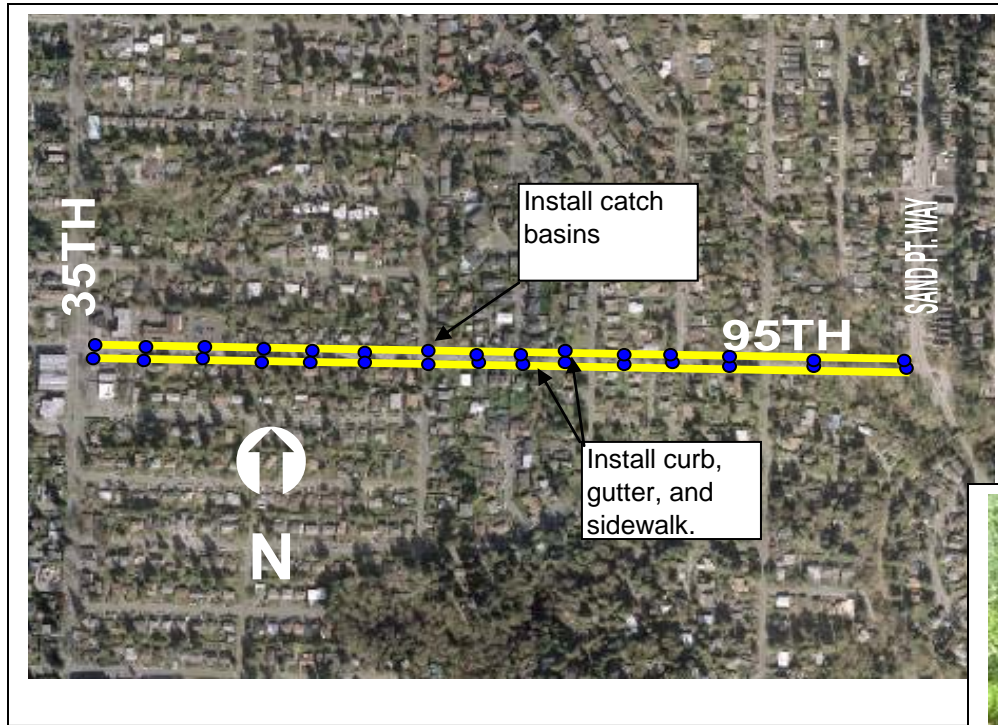 Install catch
basins
35TH
SAND PT. WAY
95TH
Install curb,
gutter, and
sidewalk.
N